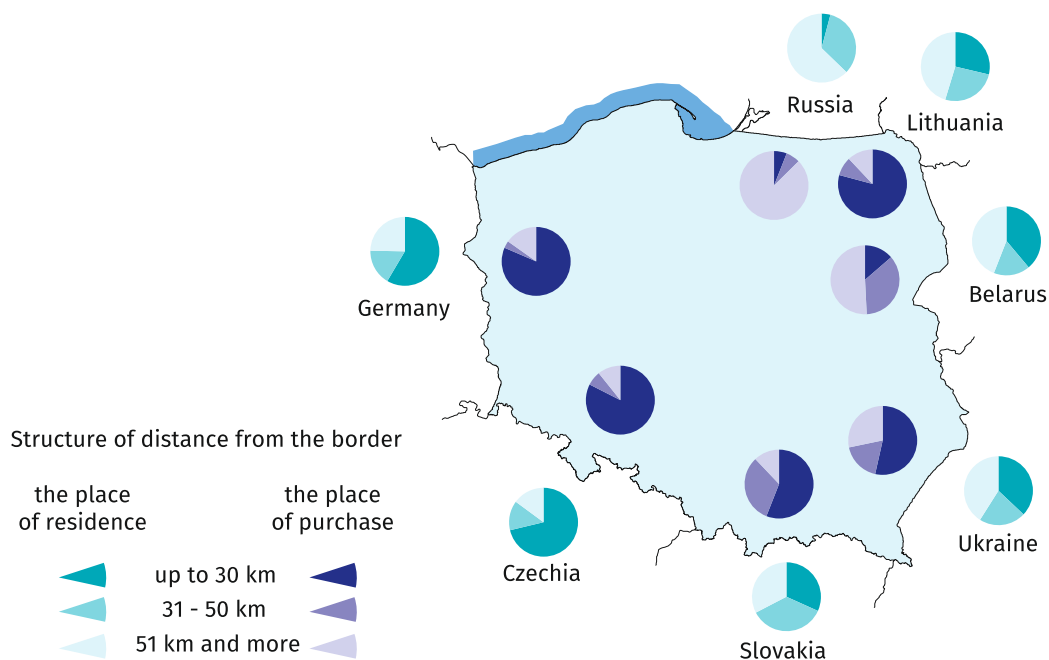 Russia
Lithuania
Germany
Belarus
Structure of distance from the border
the place
of residence
the place
of purchase
up to 30 km
31 - 50 km
51 km and more
Czechia
Ukraine
Slovakia